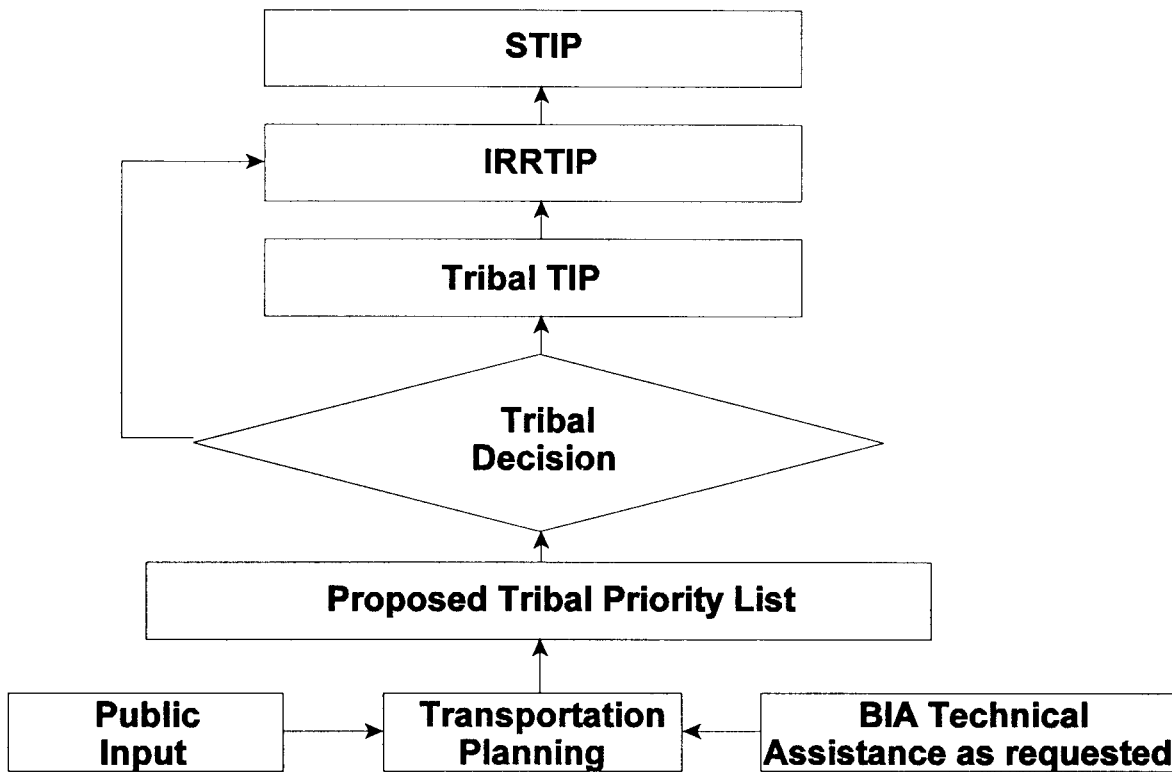 STIP
IRRTIP
Tribal TIP
Tribal
Decision
Proposed Tribal Priority List
Public
Input
Transportation
Planning
BIA Technical
Assistance as requested